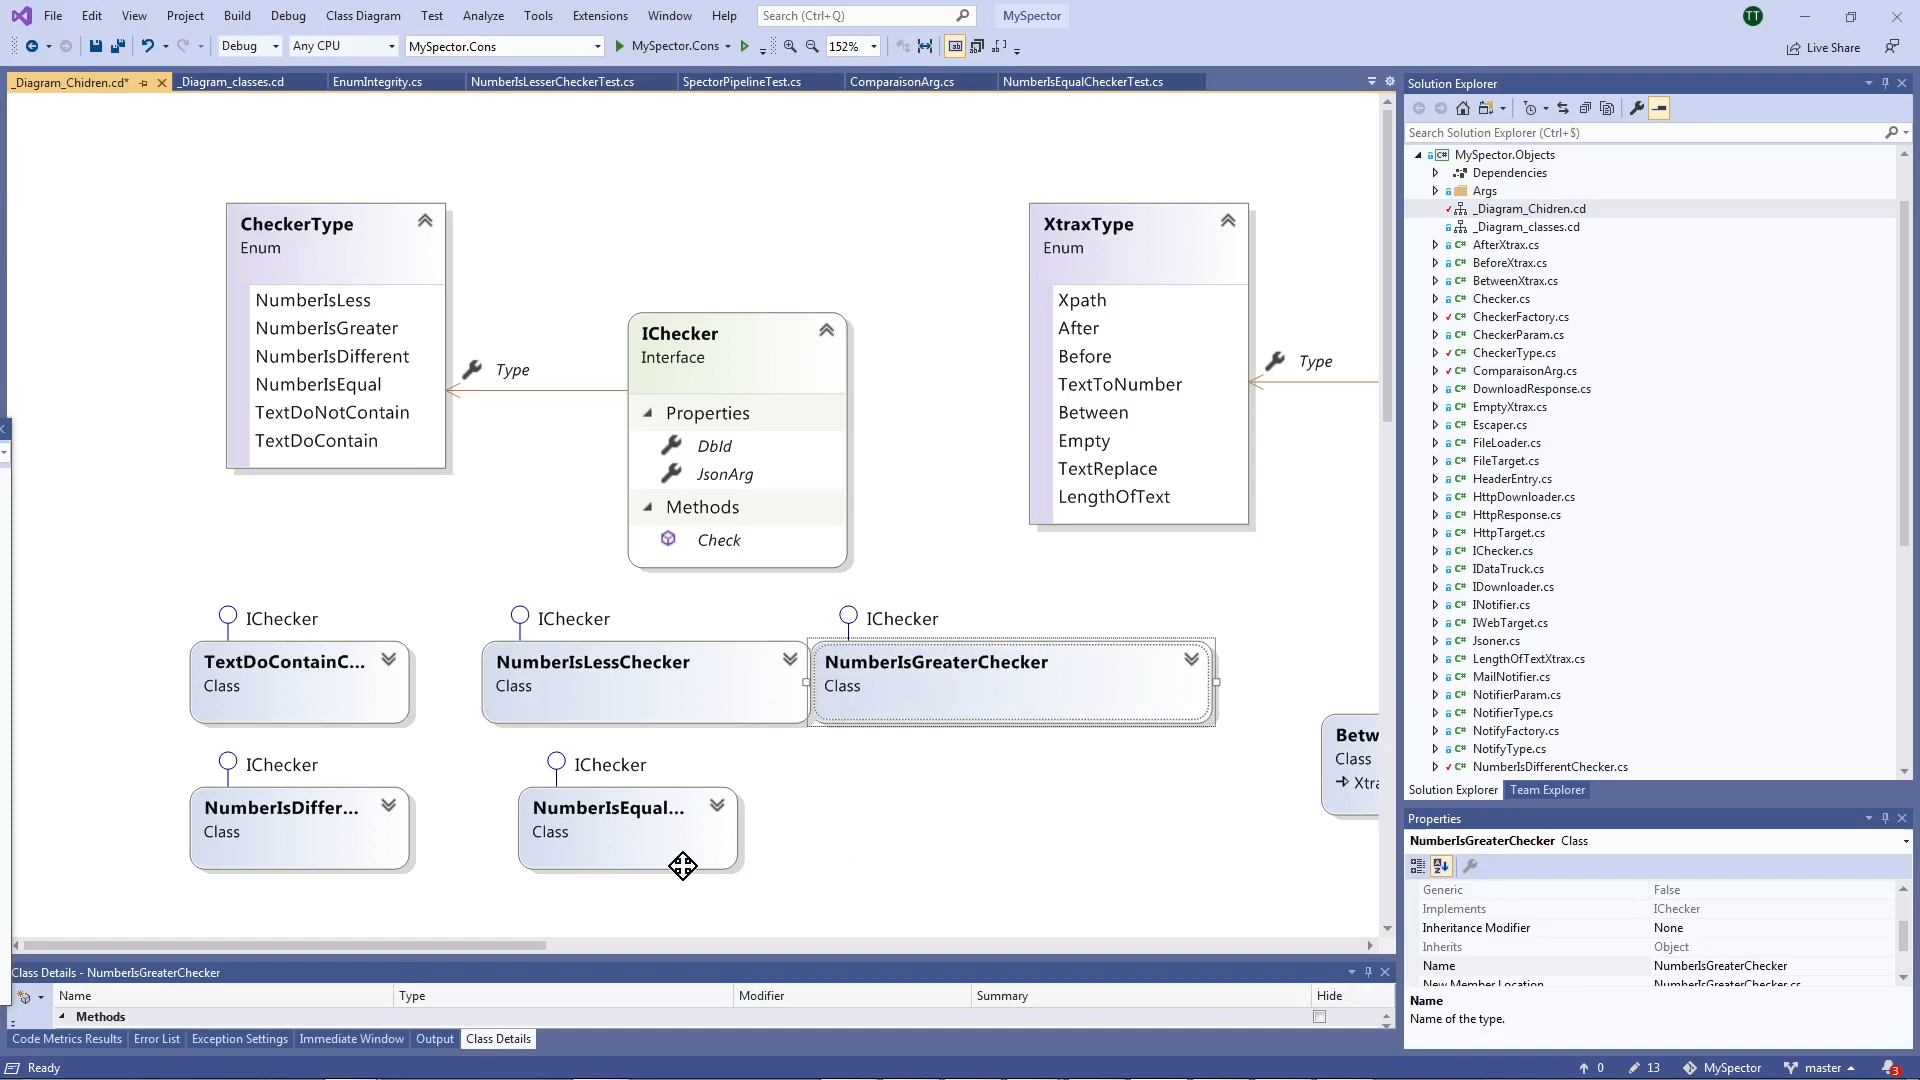 File Edit View Project Build Debug Class Diagram Test Analyze Tools Extensions Window Help Search (Ctrl+Q) MySpector TT
Debug Any CPU MySpector.Cons MySpector.Cons 152% Live Share
_Diagram_Chidren.cd* _Diagram_classes.cd EnumIntegrity.cs NumberIsLesserCheckerTest.cs SpectorPipelineTest.cs ComparaisonArg.cs NumberIsEqualCheckerTest.cs
CheckerType
Enum
NumberIsLess
NumberIsGreater
NumberIsDifferent
NumberIsEqual
TextDoNotContain
TextDoContain
Type
IChecker
Interface
Properties
DbId
JsonArg
Methods
Check
XtraxType
Enum
Xpath
After
Before
TextToNumber
Between
Empty
TextReplace
LengthOfText
Type
IChecker
TextDoContainC...
Class
IChecker
NumberIsLessChecker
Class
IChecker
NumberIsGreaterChecker
Class
IChecker
NumberIsDiffer...
Class
IChecker
NumberIsEqual...
Class
Betw
Class
Xtra
Class Details - NumberIsGreaterChecker
Name Type Modifier Summary Hide
Methods
Code Metrics Results Error List Exception Settings Immediate Window Output Class Details
Solution Explorer
Search Solution Explorer (Ctrl+$)
C# MySpector.Objects
Dependencies
Args
_Diagram_Chidren.cd
_Diagram_classes.cd
C# AfterXtrax.cs
C# BeforeXtrax.cs
C# BetweenXtrax.cs
C# Checker.cs
C# CheckerFactory.cs
C# CheckerParam.cs
C# CheckerType.cs
C# ComparaisonArg.cs
C# DownloadResponse.cs
C# EmptyXtrax.cs
C# Escaper.cs
C# FileLoader.cs
C# FileTarget.cs
C# HeaderEntry.cs
C# HttpDownloader.cs
C# HttpResponse.cs
C# HttpTarget.cs
C# IChecker.cs
C# IDataTruck.cs
C# IDownloader.cs
C# INotifier.cs
C# IWebTarget.cs
C# Jsoner.cs
C# LengthOfTextXtrax.cs
C# MailNotifier.cs
C# NotifierParam.cs
C# NotifierType.cs
C# NotifyFactory.cs
C# NotifyType.cs
C# NumberIsDifferentChecker.cs
Solution Explorer Team Explorer
Properties
NumberIsGreaterChecker Class
Generic False
Implements IChecker
Inheritance Modifier None
Inherits Object
Name NumberIsGreaterChecker
New Member Location NumberIsGreaterChecker.cs
Name
Name of the type.
Ready 0 13 MySpector master 3